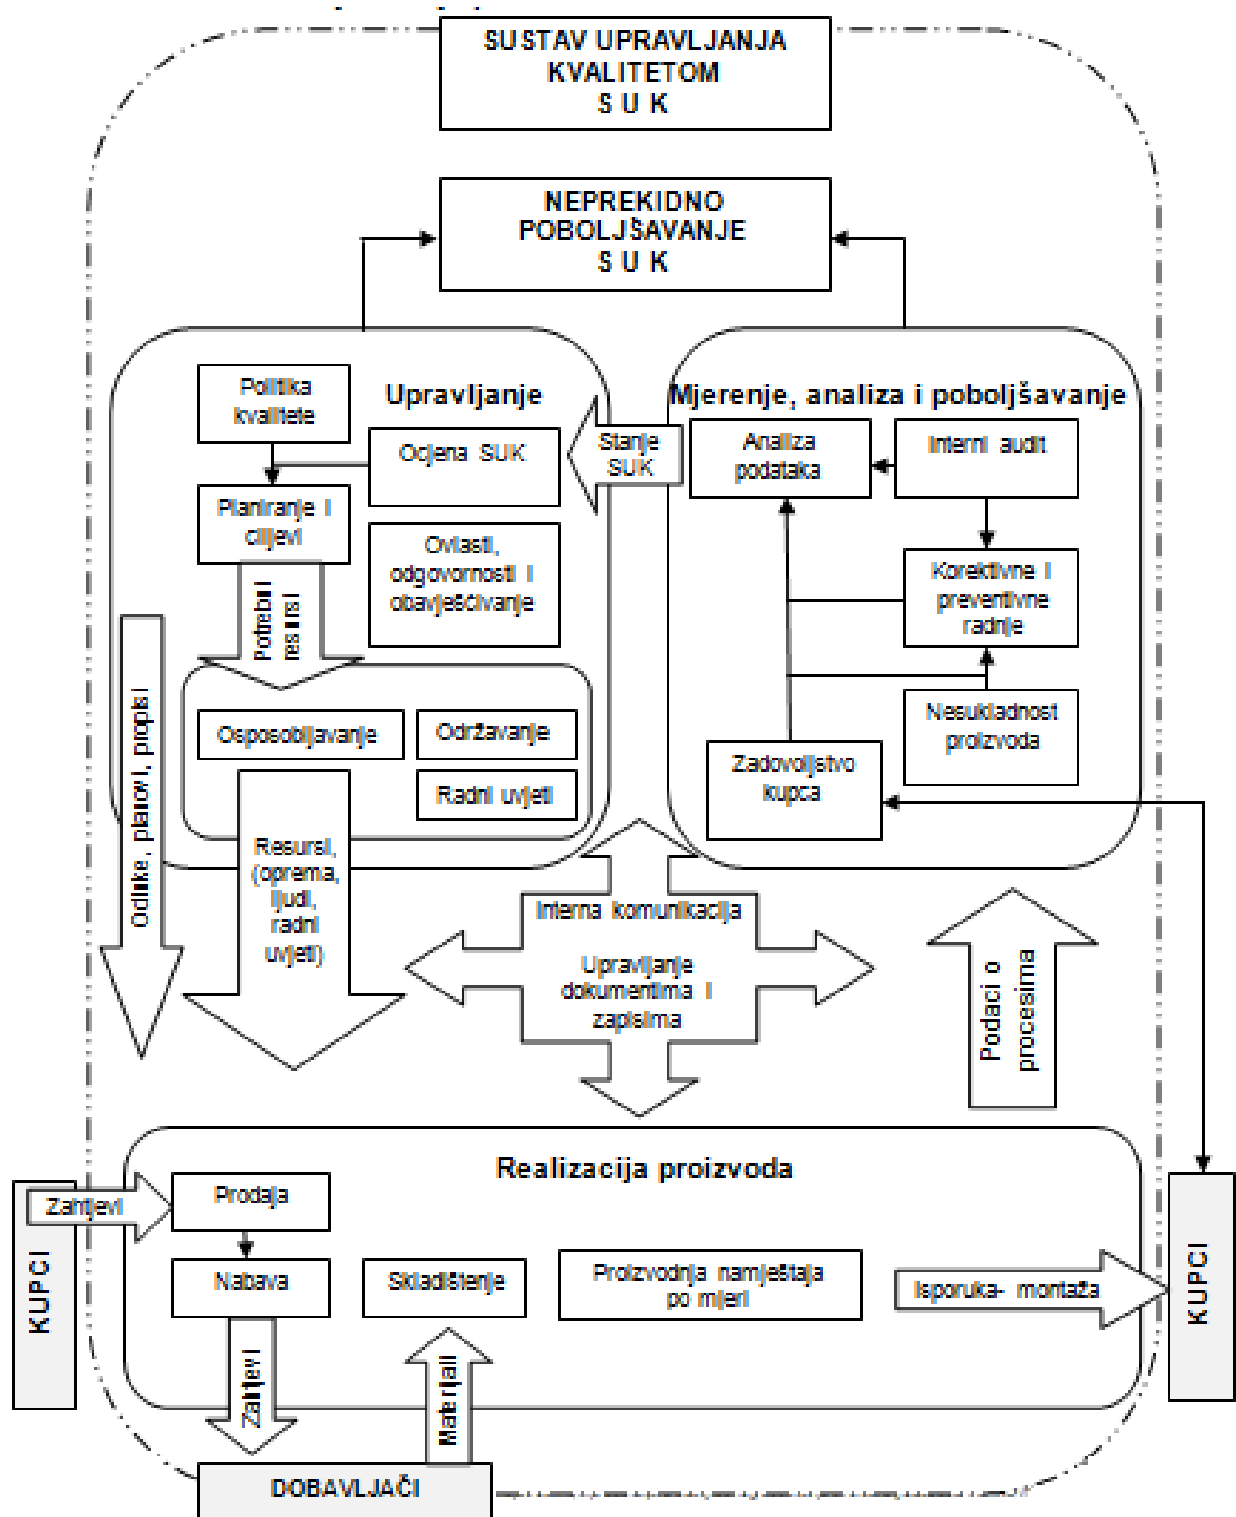 SUSTAV UPRAVLJANJA
KVALITETOM
S U K
NEPREKIDNO
POBOLJŠAVANJE
S U K
Politika
kvalitete
Upravljanje
Ocjena SUK
Planiranje i
ciljevi
Ovlasti,
odgovornosti i
obavješćivanje
Potrebni
resursi
Osposobljavanje
Održavanje
Radni uvjeti
Odluke, planovi, propisi
Resursi,
(oprema,
ljudi,
radni
uvjeti)
Stanje
SUK
Mjerenje, analiza i poboljšavanje
Analiza
podataka
Interni audit
Korektivne i
preventivne
radnje
Nesukladnost
proizvoda
Zadovoljstvo
kupca
Interna komunikacija
Upravljanje
dokumentima i
zapisima
Podaci o
procesima
Realizacija proizvoda
KUPCI
Zahtjevi
Prodaja
Nabava
Skladištenje
Proizvodnja namještaja
po mjeri
Isporuka- montaža
KUPCI
Zahtjevi
Materijali
DOBAVLJAČI